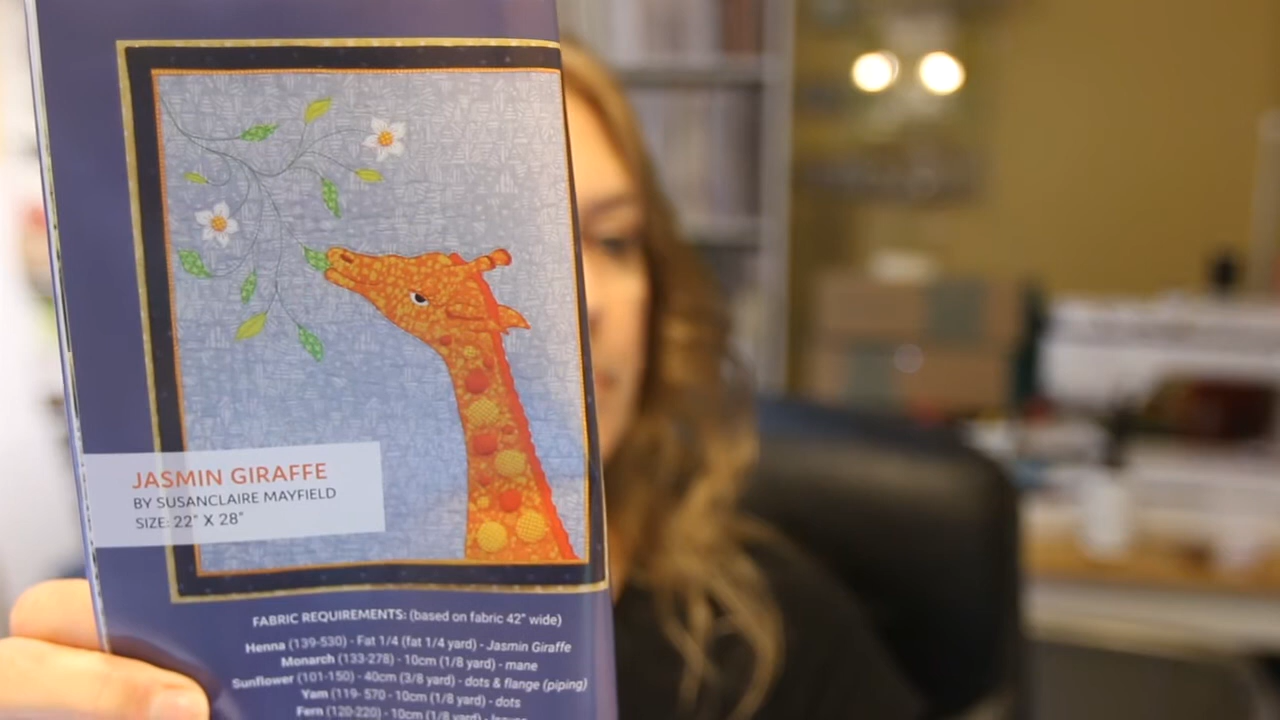 JASMIN GIRAFFE
BY SUSANCLAIRE MAYFIELD
SIZE: 22" X 28"
FABRIC REQUIREMENTS: (based on fabric 42" wide)
Henna (139-530) - Fat 1/4 (fat 1/4 yard) - Jasmin Giraffe
Monarch (133-278) - 10cm (1/8 yard) - mane
Sunflower (101-150) - 40cm (3/8 yard) - dots & flange (piping)
Yam (119- 570 - 10cm (1/8 yard) - dots
Fern (120-220) - 10cm (1/8 yard) - leaves